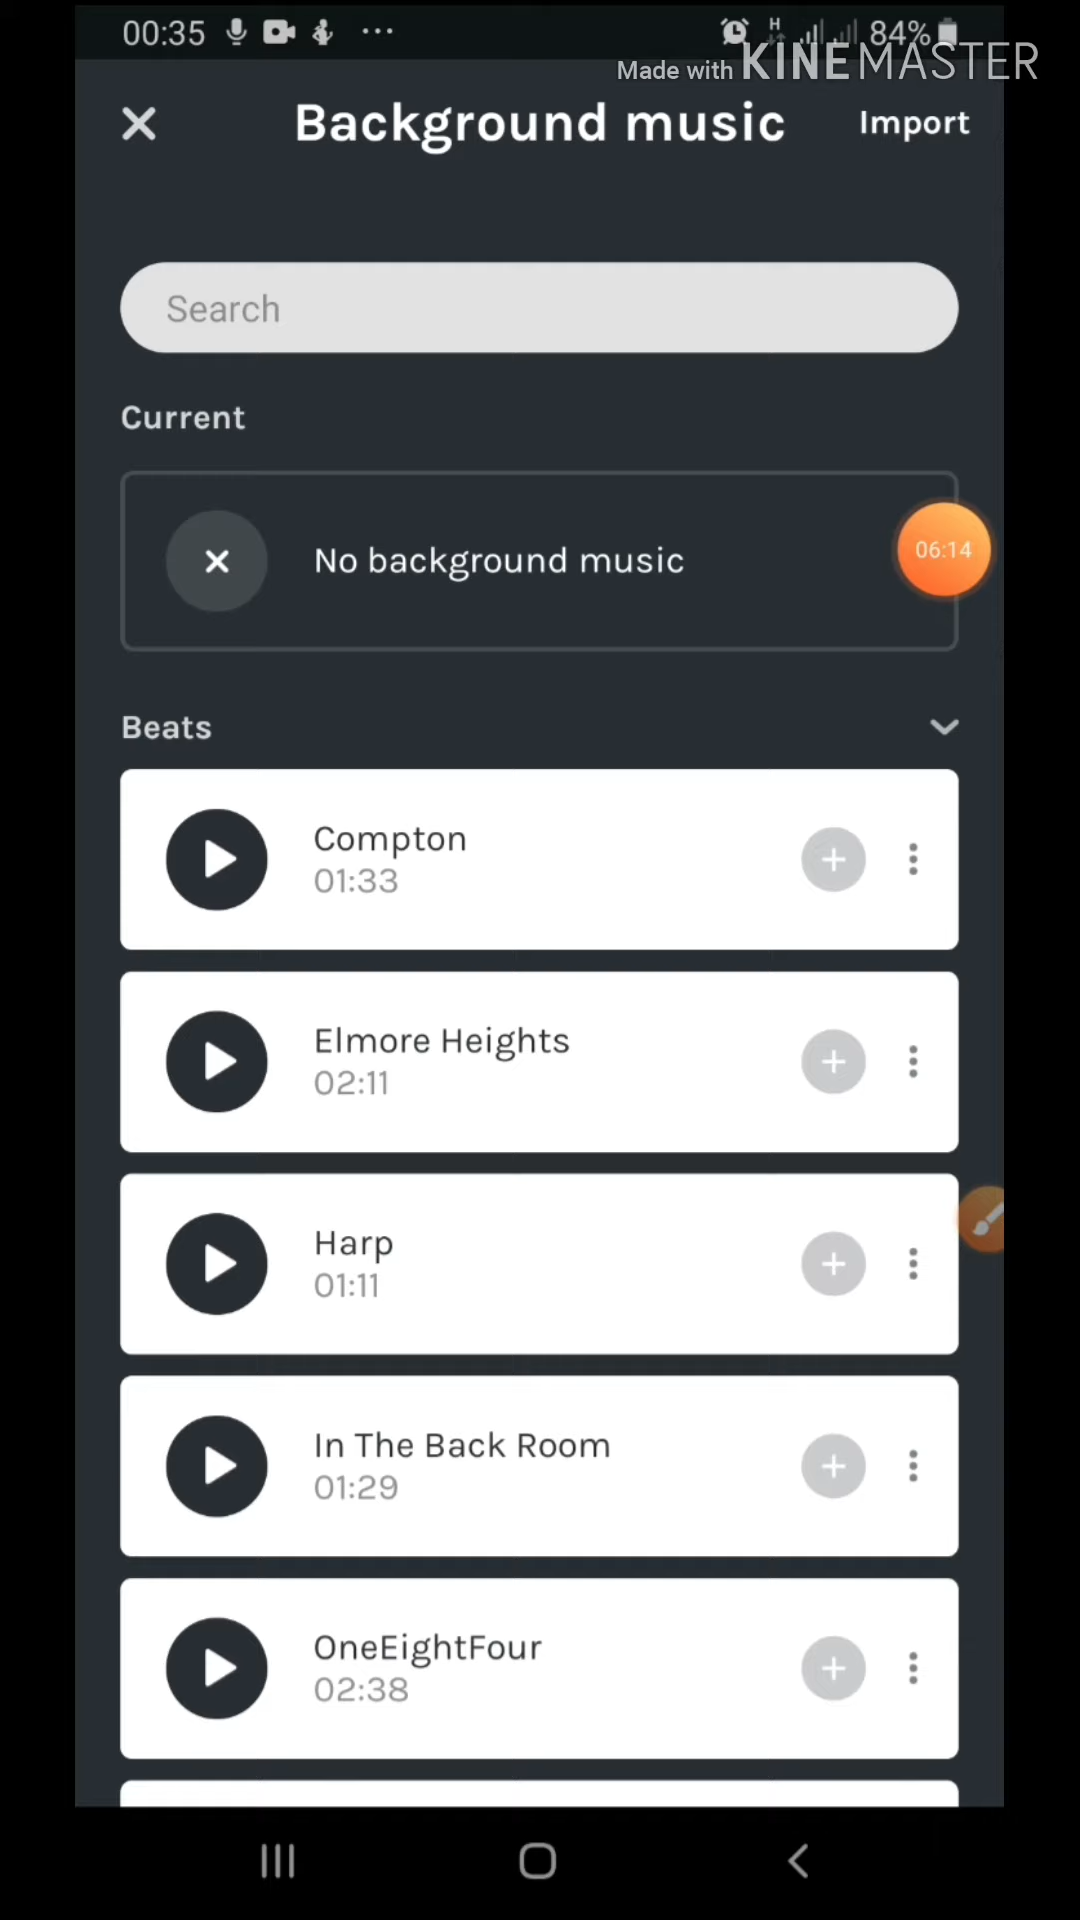 00:35
H
84%
Made with KINEMASTER
Background music
Import
Search
Current
No background music
06:14
Beats
Compton
01:33
Elmore Heights
02:11
Harp
01:11
In The Back Room
01:29
OneEightFour
02:38